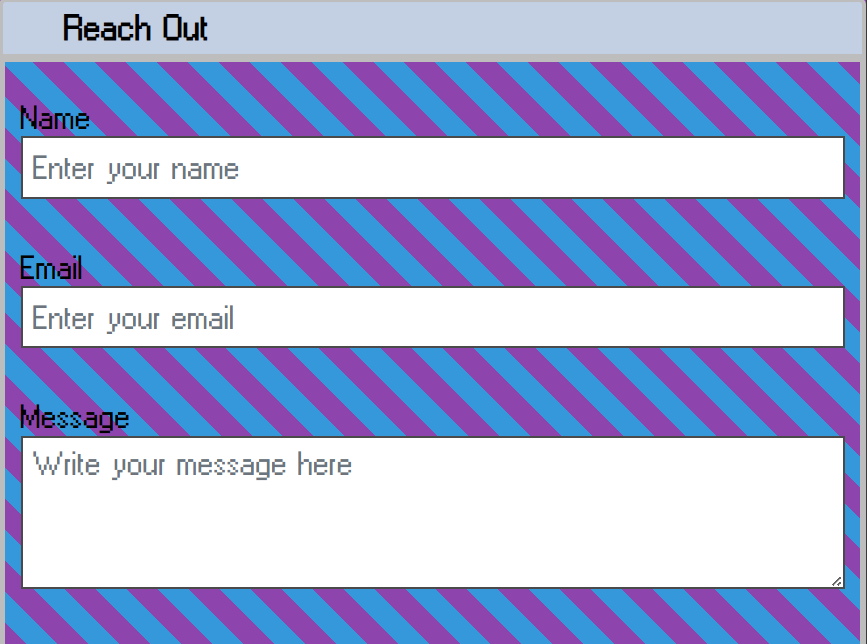 Reach Out
Name
Enter your name
Email
Enter your email
Message
Write your message here